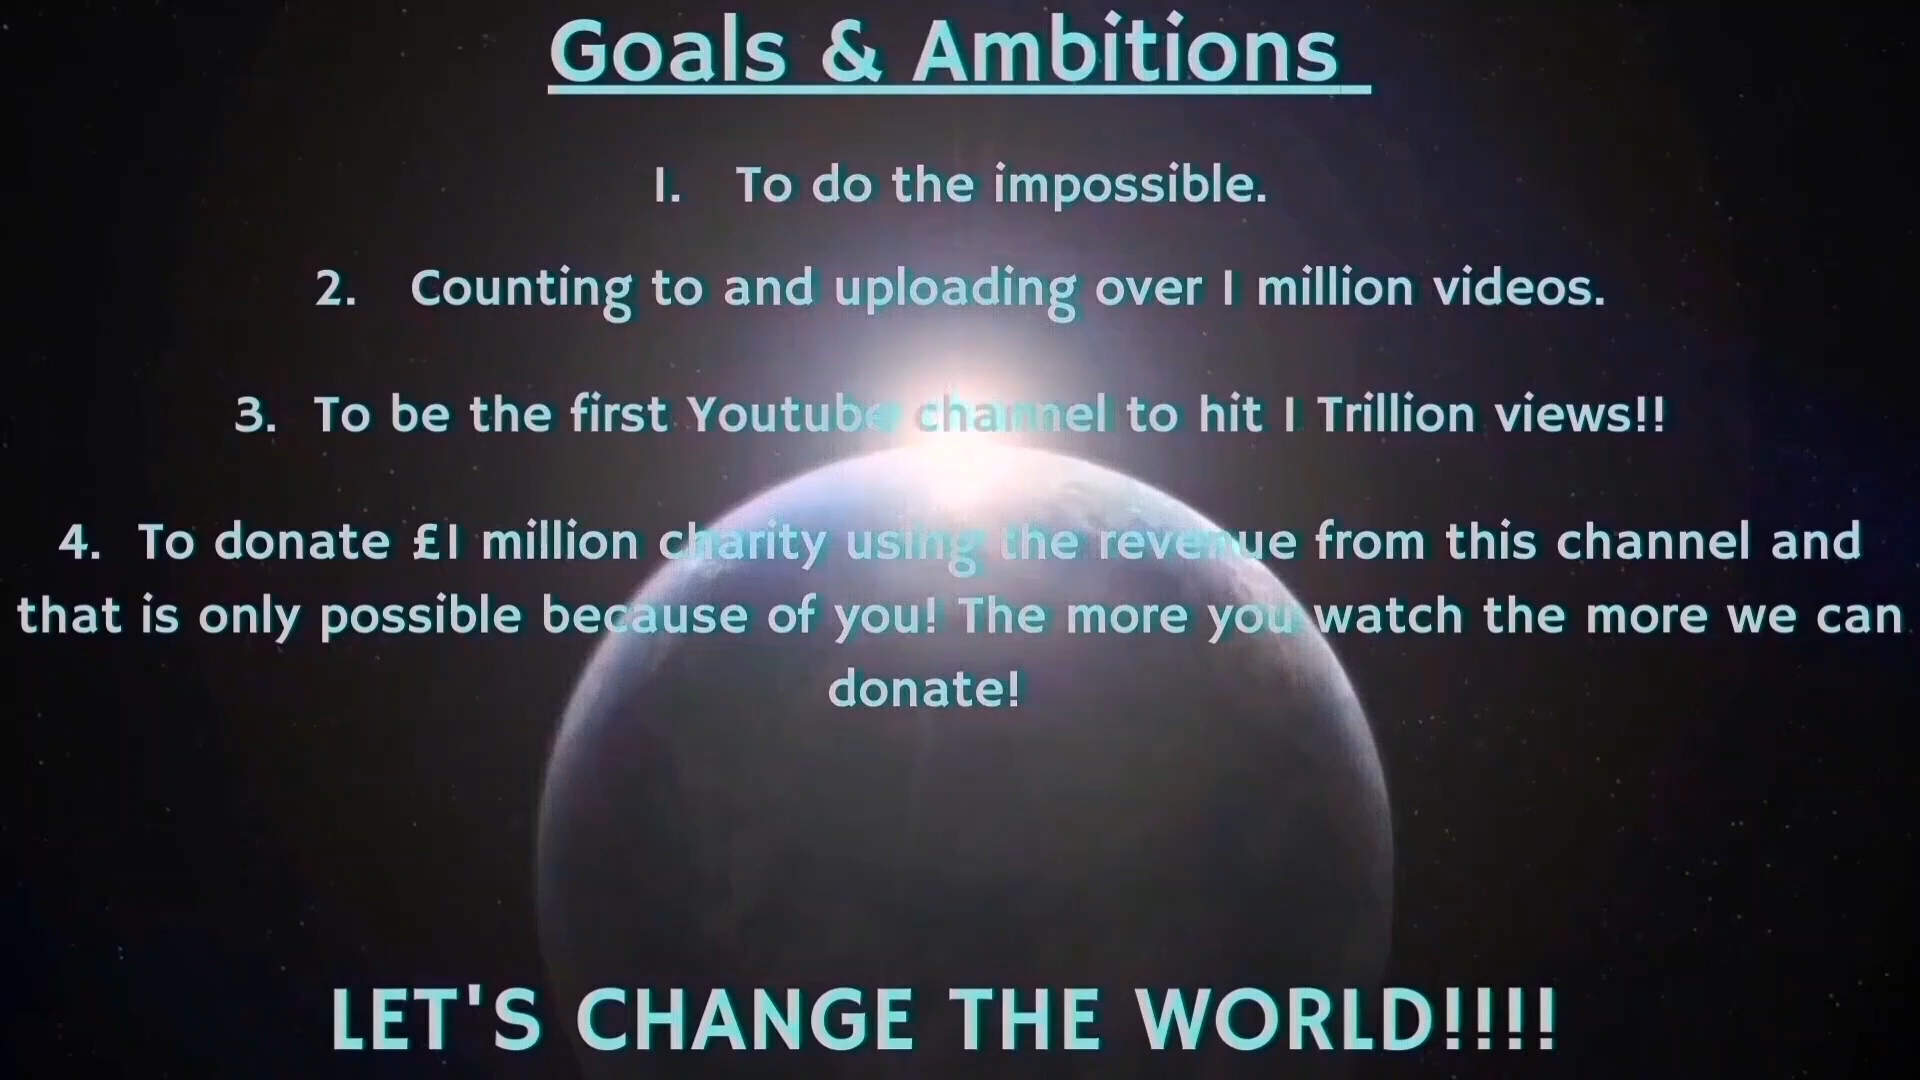 Goals & Ambitions
1. To do the impossible.
2. Counting to and uploading over 1 million videos.
3. To be the first Youtube channel to hit 1 Trillion views!!
4. To donate £1 million charity using the revenue from this channel and
that is only possible because of you! The more you watch the more we can
donate!
LET'S CHANGE THE WORLD!!!!